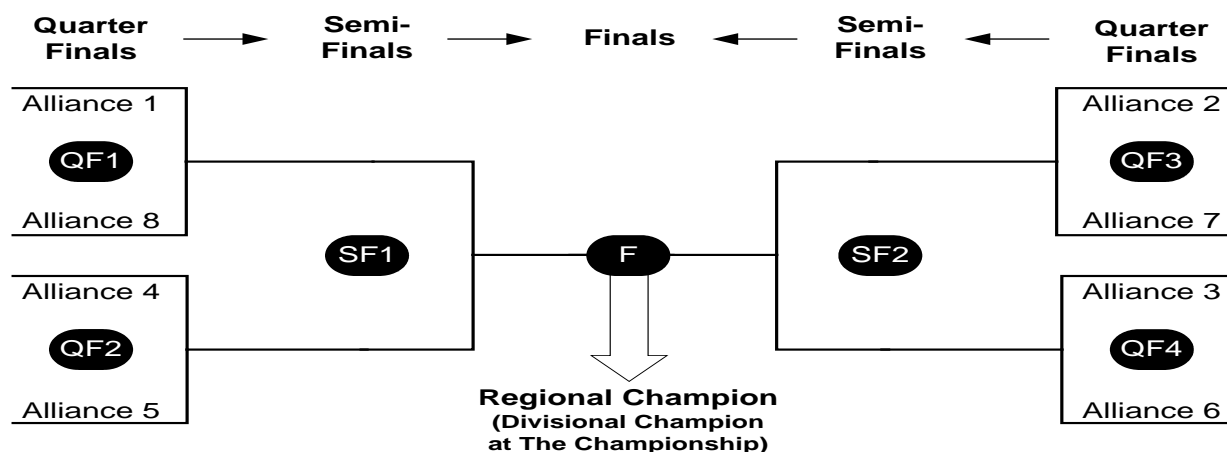 Quarter
Finals
Semi-
Finals
Finals
Semi-
Finals
Quarter
Finals
Alliance 1
QF1
Alliance 8
Alliance 4
QF2
Alliance 5
SF1
F
SF2
Alliance 2
QF3
Alliance 7
Alliance 3
QF4
Alliance 6
Regional Champion
(Divisional Champion
at The Championship)